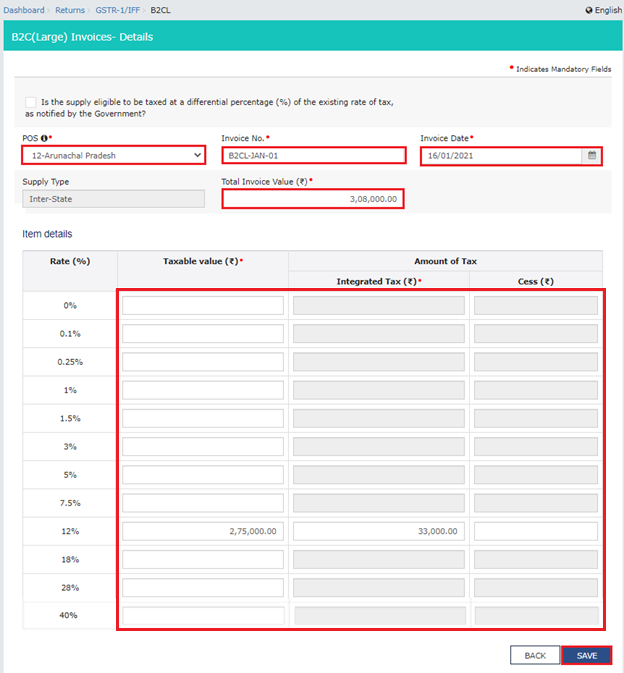 Dashboard › Returns › GSTR-1/IFF › B2CL English
B2C(Large) Invoices- Details
• Indicates Mandatory Fields
Is the supply eligible to be taxed at a differential percentage (%) of the existing rate of tax,
as notified by the Government?
POS • Invoice No.• Invoice Date•
12-Arunachal Pradesh B2CL-JAN-01 16/01/2021
Supply Type Total Invoice Value (₹)•
Inter-State 3,08,000.00
Item details
Rate (%) Taxable value (₹)• Amount of Tax
Integrated Tax (₹)• Cess (₹)
0%
0.1%
0.25%
1%
1.5%
3%
5%
7.5%
12% 2,75,000.00 33,000.00
18%
28%
40%
BACK SAVE